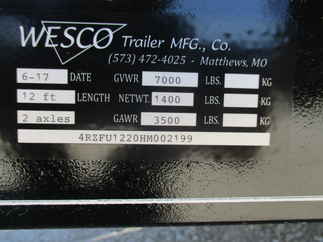 WESCO Trailer MFG., Co.
(573) 472-4025 - Matthews, MO
6-17 DATE GVWR 7000 LBS. KG
12 ft LENGTH NETWT. 1400 LBS. KG
2 axles GAWR 3500 LBS. KG
4RZFU1220HM002199